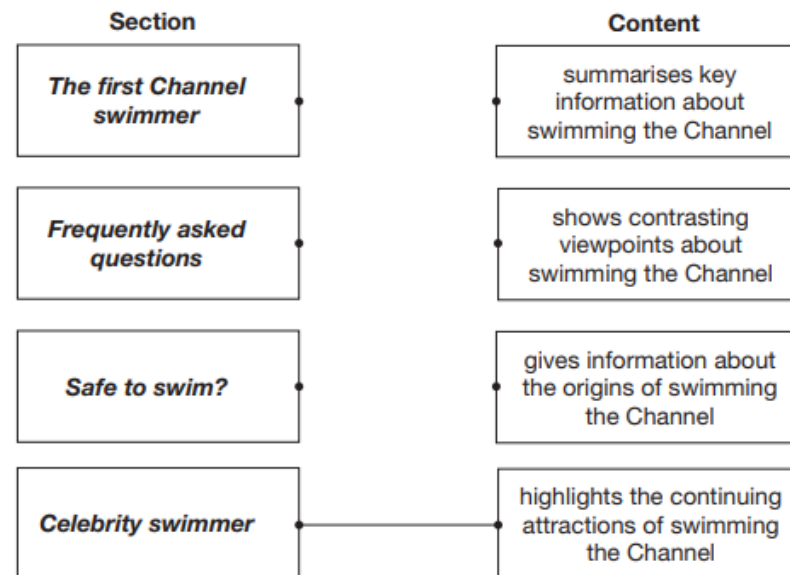 Section
Content
The first Channel
swimmer
summarises key
information about
swimming the Channel
Frequently asked
questions
shows contrasting
viewpoints about
swimming the Channel
Safe to swim?
gives information about
the origins of swimming
the Channel
Celebrity swimmer
highlights the continuing
attractions of swimming
the Channel